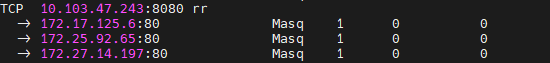 TCP  10.103.47.243:8080 rr
  -> 172.17.125.6:80              Masq    1      0          0
  -> 172.25.92.65:80              Masq    1      0          0
  -> 172.27.14.197:80             Masq    1      0          0